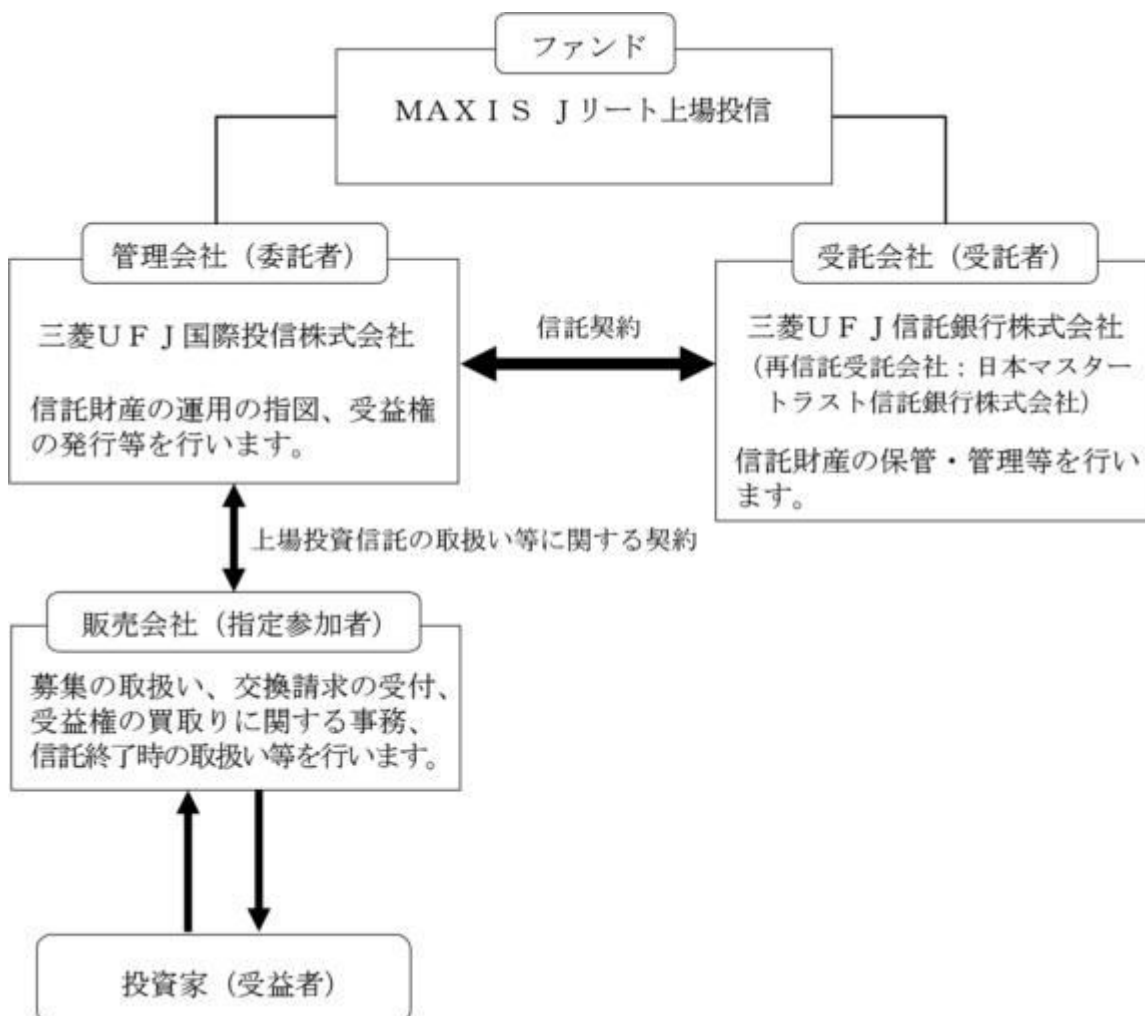 ファンド
MAXIS Jリート上場投信
管理会社（委託者）
三菱UFJ国際投信株式会社
信託財産の運用の指図、受益権
の発行等を行います。
信託契約
受託会社（受託者）
三菱UFJ信託銀行株式会社
（再信託受託会社：日本マスター
トラスト信託銀行株式会社）
信託財産の保管・管理等を行い
ます。
上場投資信託の取扱い等に関する契約
販売会社（指定参加者）
募集の取扱い、交換請求の受付、
受益権の買取りに関する事務、
信託終了時の取扱い等を行います。
投資家（受益者）